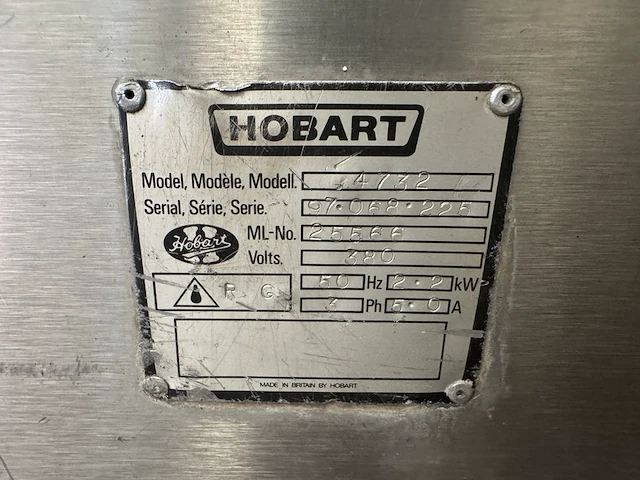 HOBART
Model, Modèle, Modell. 4732
Serial, Série, Serie. 97·068·225
Hobart
ML-No. 25566
Volts. 380
R G 50 Hz 2·2 kW
3 Ph 5·0 A
MADE IN BRITAIN BY HOBART